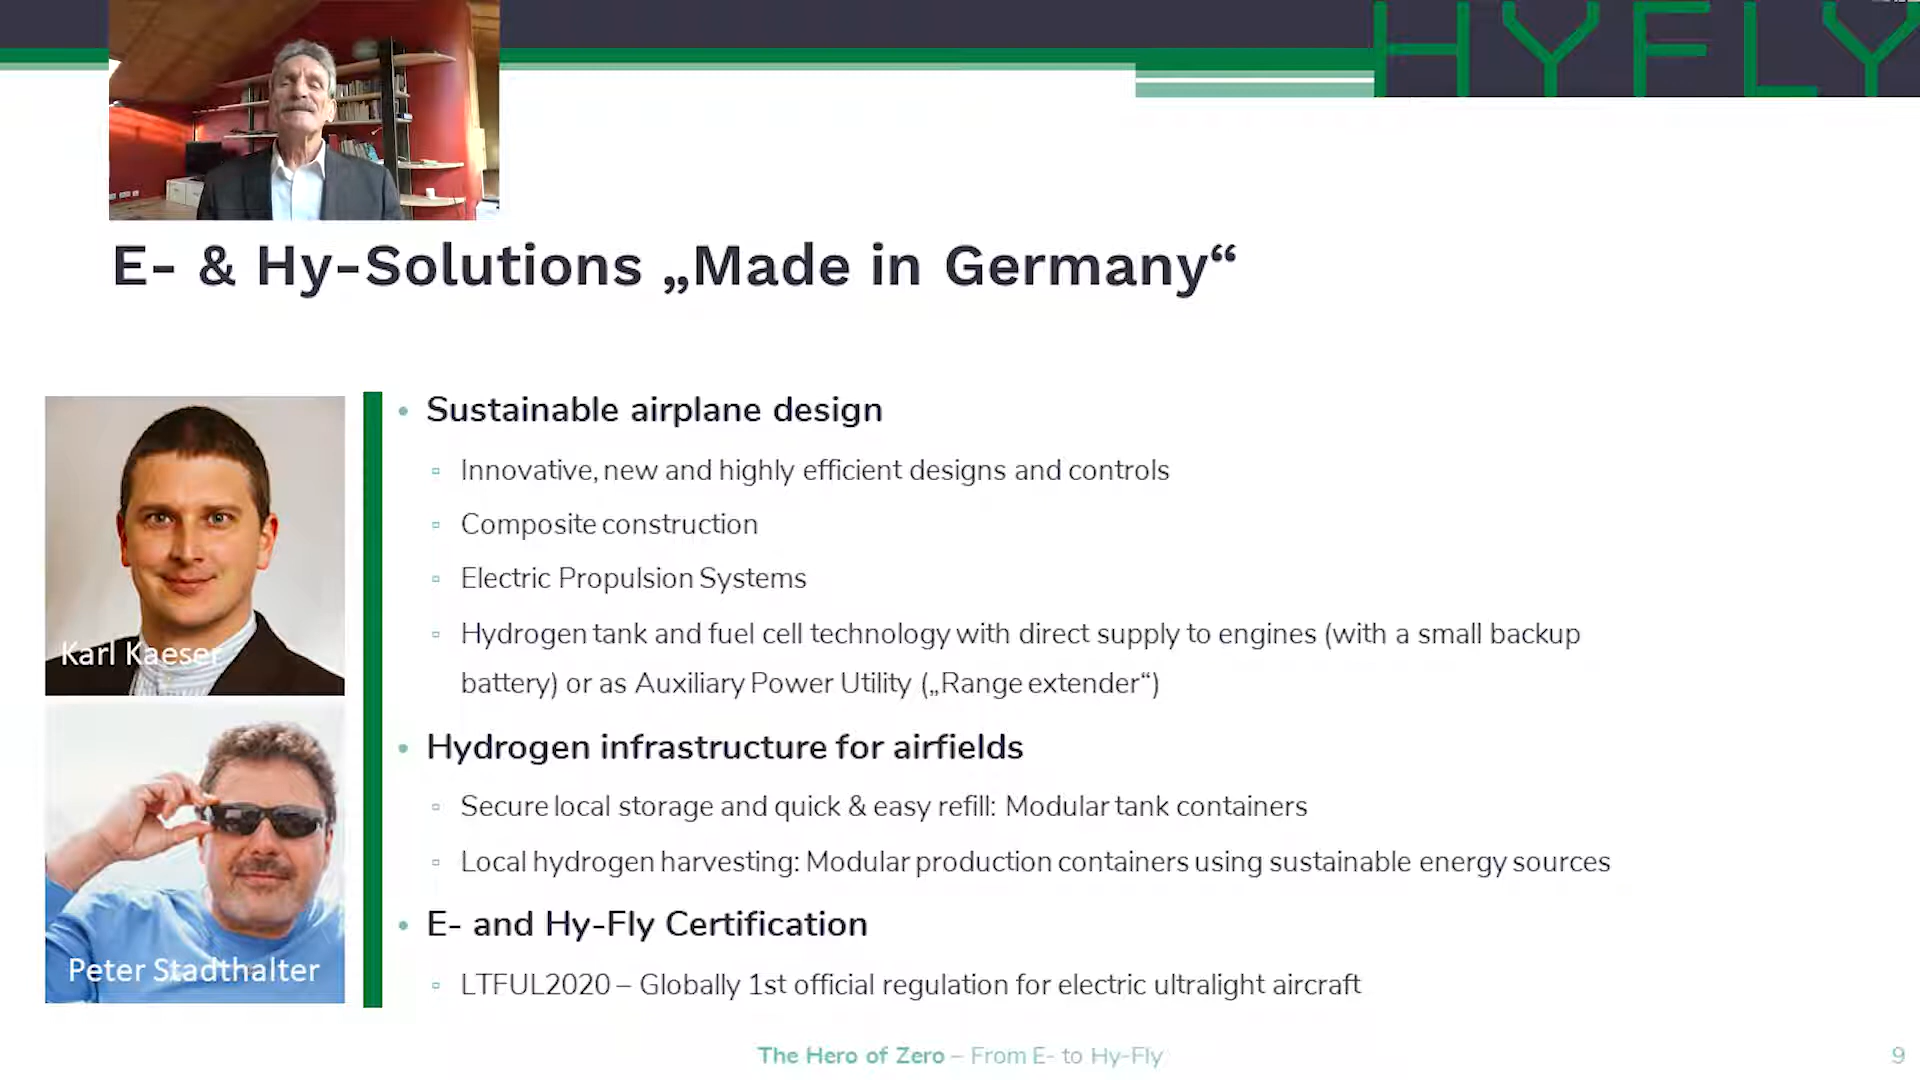 HYFLY
E- & Hy-Solutions „Made in Germany“
Karl Kaeser
Peter Stadthalter
• Sustainable airplane design
▫ Innovative, new and highly efficient designs and controls
▫ Composite construction
▫ Electric Propulsion Systems
▫ Hydrogen tank and fuel cell technology with direct supply to engines (with a small backup
battery) or as Auxiliary Power Utility („Range extender“)
• Hydrogen infrastructure for airfields
▫ Secure local storage and quick & easy refill: Modular tank containers
▫ Local hydrogen harvesting: Modular production containers using sustainable energy sources
• E- and Hy-Fly Certification
▫ LTFUL2020 – Globally 1st official regulation for electric ultralight aircraft
The Hero of Zero – From E- to Hy-Fly
9